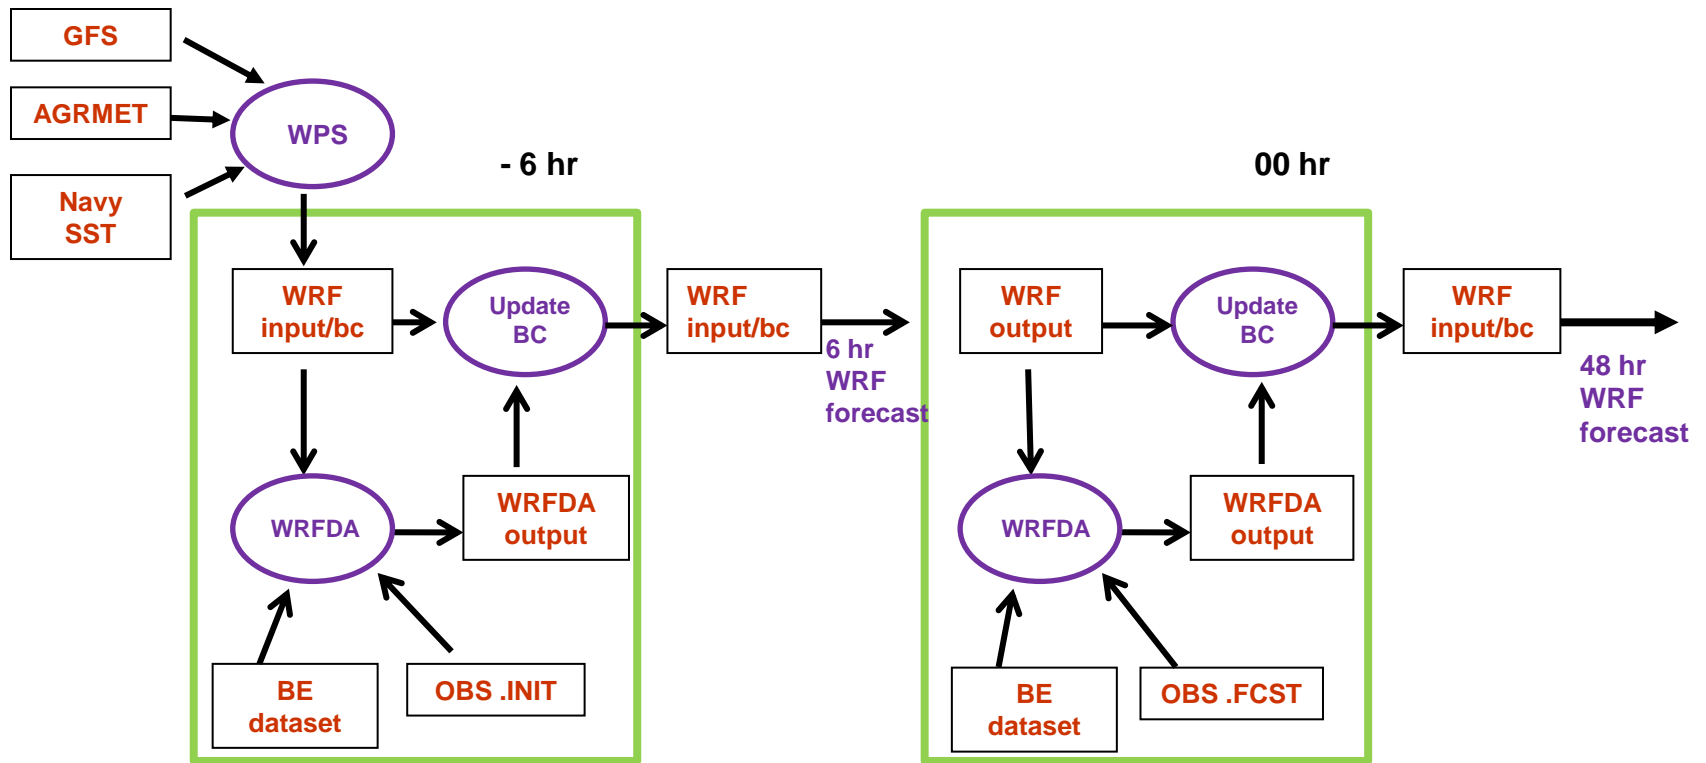 GFS
AGRMET
Navy
SST
WPS
- 6 hr
00 hr
WRF
input/bc
Update
BC
WRF
input/bc
6 hr
WRF
forecast
WRFDA
WRFDA
output
BE
dataset
OBS .INIT
WRF
output
Update
BC
WRF
input/bc
48 hr
WRF
forecast
WRFDA
WRFDA
output
BE
dataset
OBS .FCST